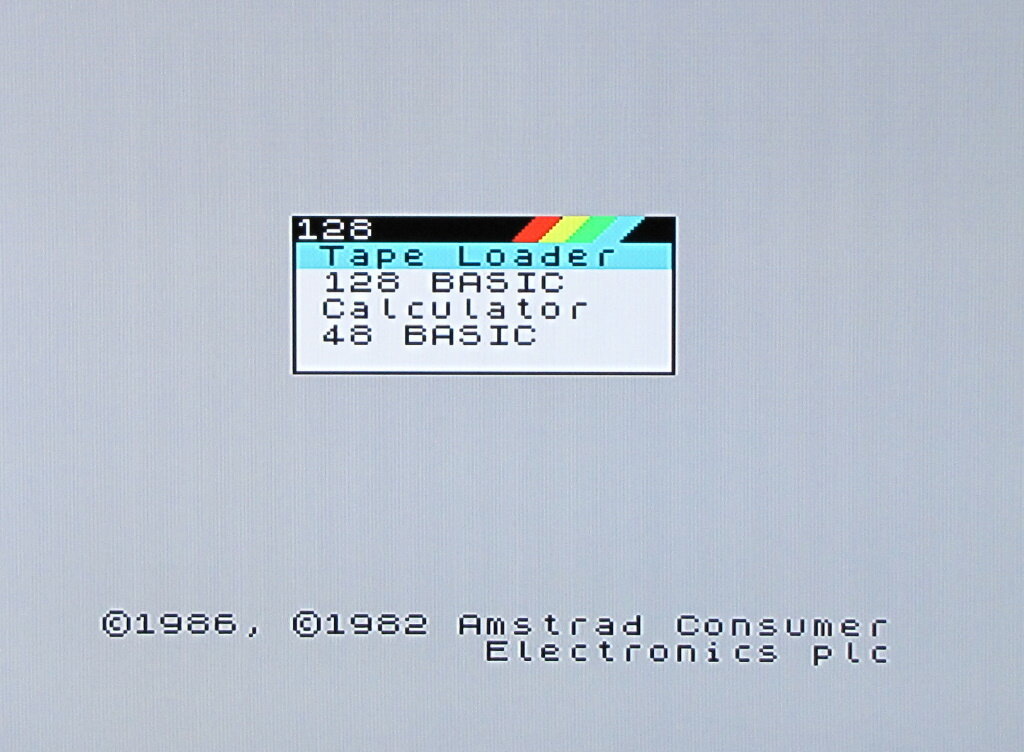 128
Tape Loader
128 BASIC
Calculator
48 BASIC
©1986, ©1982 Amstrad Consumer
Electronics plc